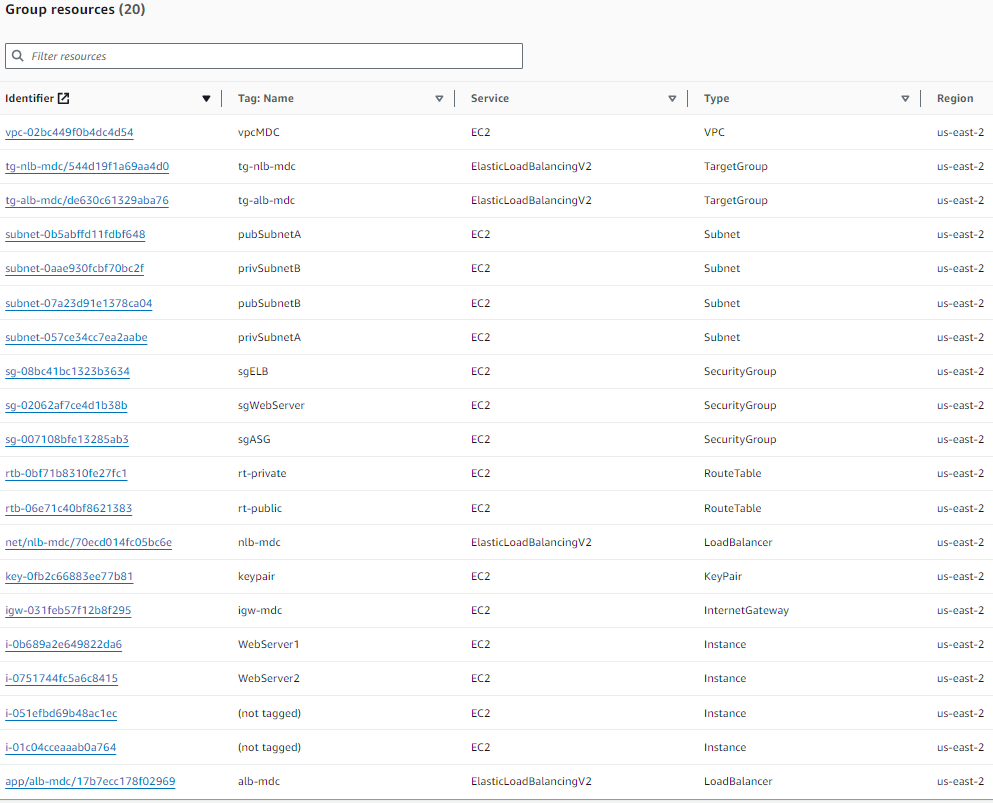 Group resources (20)
Filter resources
Identifier Tag: Name Service Type Region
vpc-02bc449f0b4dc4d54 vpcMDC EC2 VPC us-east-2
tg-nlb-mdc/544d19f1a69aa4d0 tg-nlb-mdc ElasticLoadBalancingV2 TargetGroup us-east-2
tg-alb-mdc/de630c61329aba76 tg-alb-mdc ElasticLoadBalancingV2 TargetGroup us-east-2
subnet-0b5abffd11fdbf648 pubSubnetA EC2 Subnet us-east-2
subnet-0aae930fcbf70bc2f privSubnetB EC2 Subnet us-east-2
subnet-07a23d91e1378ca04 pubSubnetB EC2 Subnet us-east-2
subnet-057ce34cc7ea2aabe privSubnetA EC2 Subnet us-east-2
sg-08bc41bc1323b3634 sgELB EC2 SecurityGroup us-east-2
sg-02062af7ce4d1b38b sgWebServer EC2 SecurityGroup us-east-2
sg-007108bfe13285ab3 sgASG EC2 SecurityGroup us-east-2
rtb-0bf71b8310fe27fc1 rt-private EC2 RouteTable us-east-2
rtb-06e71c40bf8621383 rt-public EC2 RouteTable us-east-2
net/nlb-mdc/70ecd014fc05bc6e nlb-mdc ElasticLoadBalancingV2 LoadBalancer us-east-2
key-0fb2c66883ee77b81 keypair EC2 KeyPair us-east-2
igw-031feb57f12b8f295 igw-mdc EC2 InternetGateway us-east-2
i-0b689a2e649822da6 WebServer1 EC2 Instance us-east-2
i-0751744fc5a6c8415 WebServer2 EC2 Instance us-east-2
i-051efbd69b48ac1ec (not tagged) EC2 Instance us-east-2
i-01c04cceaaab0a764 (not tagged) EC2 Instance us-east-2
app/alb-mdc/17b7ecc178f02969 alb-mdc ElasticLoadBalancingV2 LoadBalancer us-east-2